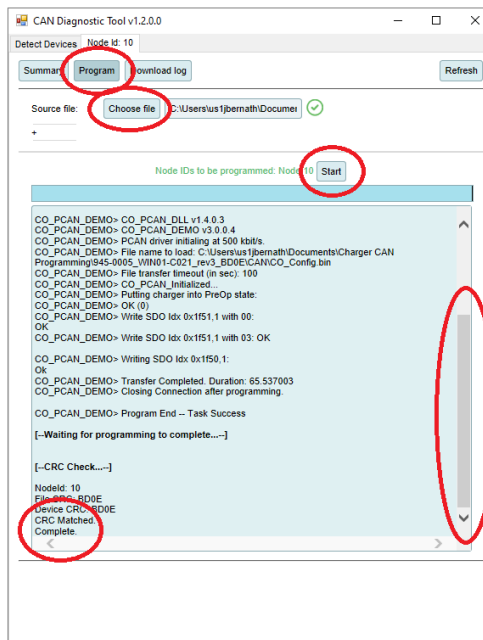 CAN Diagnostic Tool v1.2.0.0
Detect Devices Node Id: 10
Summary Program Download log Refresh
Source file: Choose file C:\Users\us1jbernath\Documen
+
Node IDs to be programmed: Node 10 Start
CO_PCAN_DEMO> CO_PCAN_DLL v1.4.0.3
CO_PCAN_DEMO> CO_PCAN_DEMO v3.0.0.4
CO_PCAN_DEMO> PCAN driver initialing at 500 kbit/s.
CO_PCAN_DEMO> File name to load: C:\Users\us1jbernath\Documents\Charger CAN
Programming\945-0005_WIN01-C021_rev3_BD0E\CAN\CO_Config.bin
CO_PCAN_DEMO> File transfer timeout (in sec): 100
CO_PCAN_DEMO> CO_PCAN_Initialized...
CO_PCAN_DEMO> Putting charger into PreOp state:
CO_PCAN_DEMO> OK (0)
CO_PCAN_DEMO> Write SDO Idx 0x1f51,1 with 00:
OK
CO_PCAN_DEMO> Write SDO Idx 0x1f51,1 with 03: OK
CO_PCAN_DEMO> Writing SDO Idx 0x1f50,1:
Ok
CO_PCAN_DEMO> Transfer Completed. Duration: 65.537003
CO_PCAN_DEMO> Closing Connection after programming.
CO_PCAN_DEMO> Program End -- Task Success
[--Waiting for programming to complete...--]
[--CRC Check...--]
NodeId: 10
File CRC: BD0E
Device CRC: BD0E
CRC Matched.
Complete.